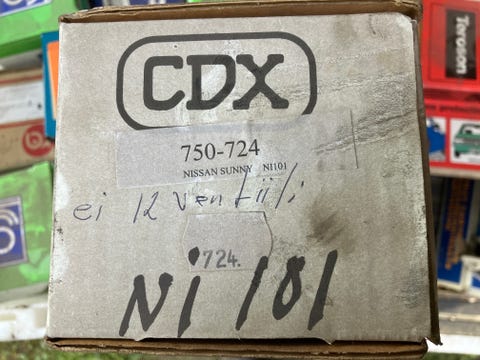 CDX
750-724
NISSAN SUNNY NI101
ei 12 ventiili
724.
NI 101